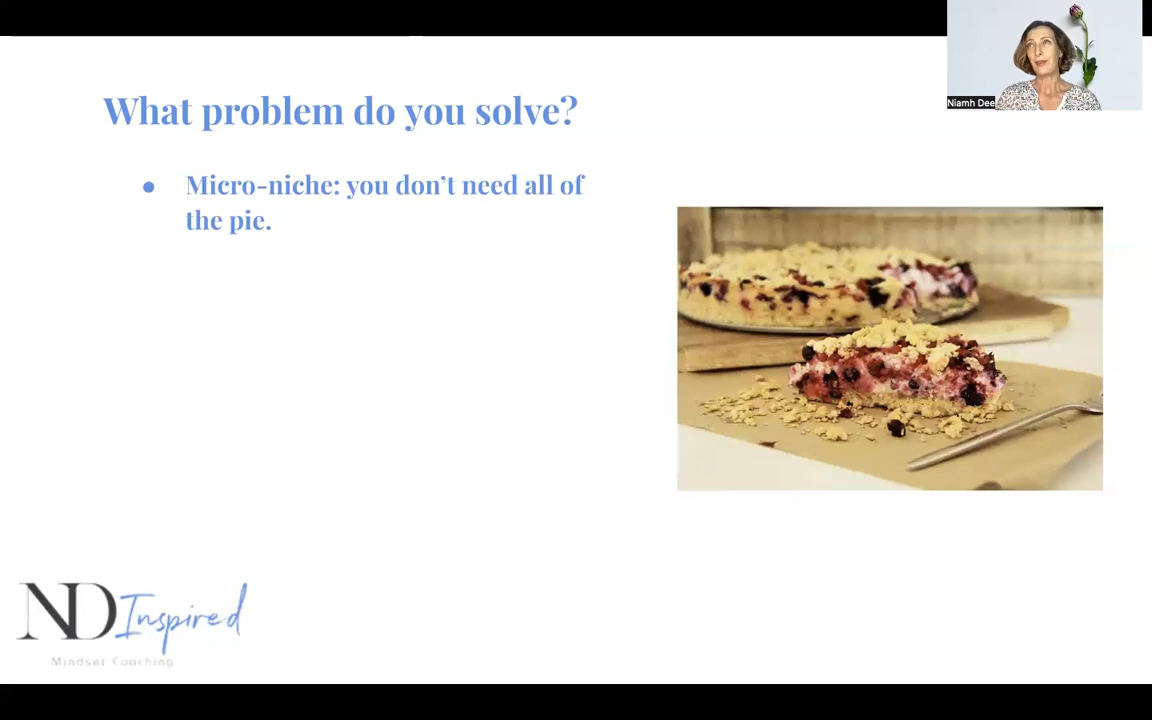 Niamh Dee
What problem do you solve?
● Micro-niche: you don’t need all of
the pie.
ND Inspired
Mindset Coaching